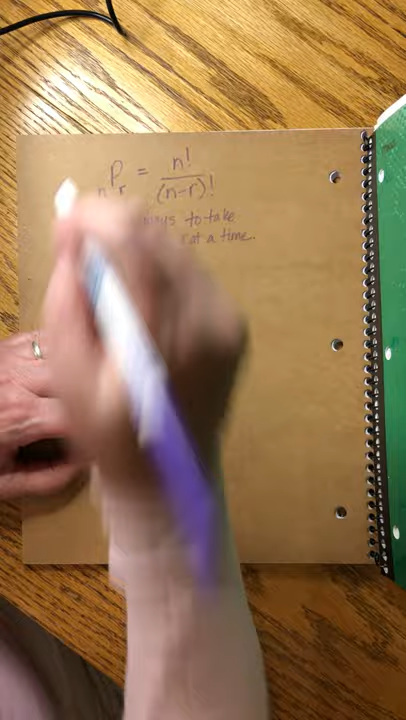 nPr = n!/(n-r)!
ways to take
r at a time.